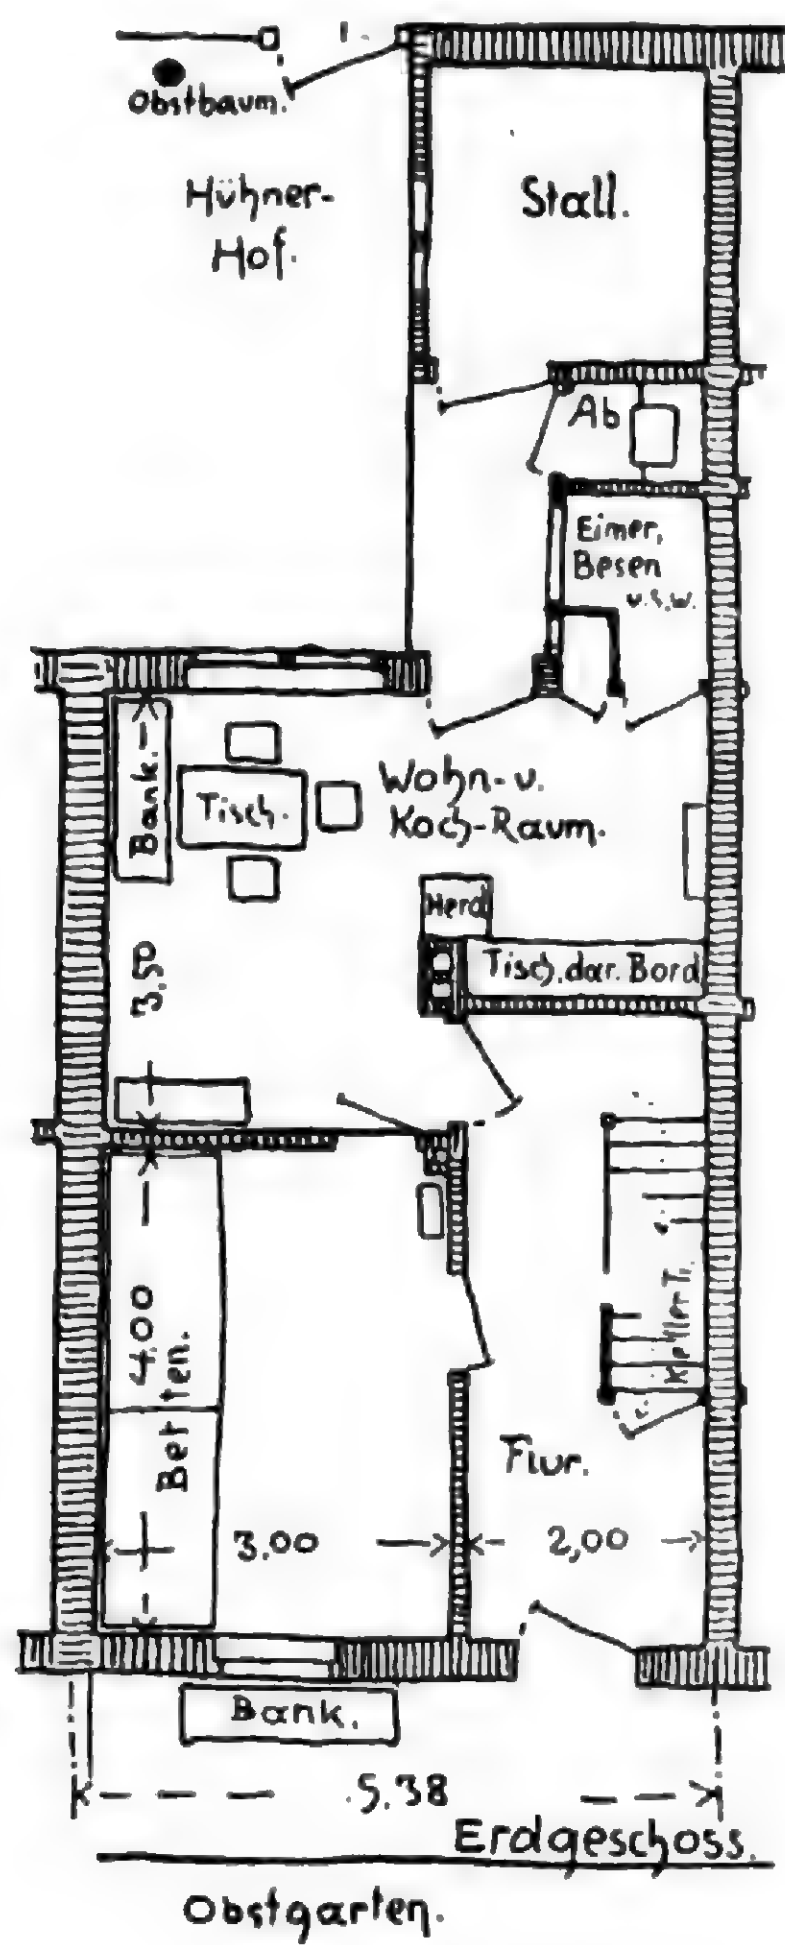 Obstbaum.
Hühner-
Hof.
Stall.
Ab
Eimer,
Besen
u.s.w.
Bank.
Tisch.
Wohn- u.
Koch-Raum.
Herd
Tisch, dar. Bord
3.50
4.00
Betten.
Keller Tr.
Flur.
3.00
2,00
Bank.
5.38
Erdgeschoss.
Obstgarten.